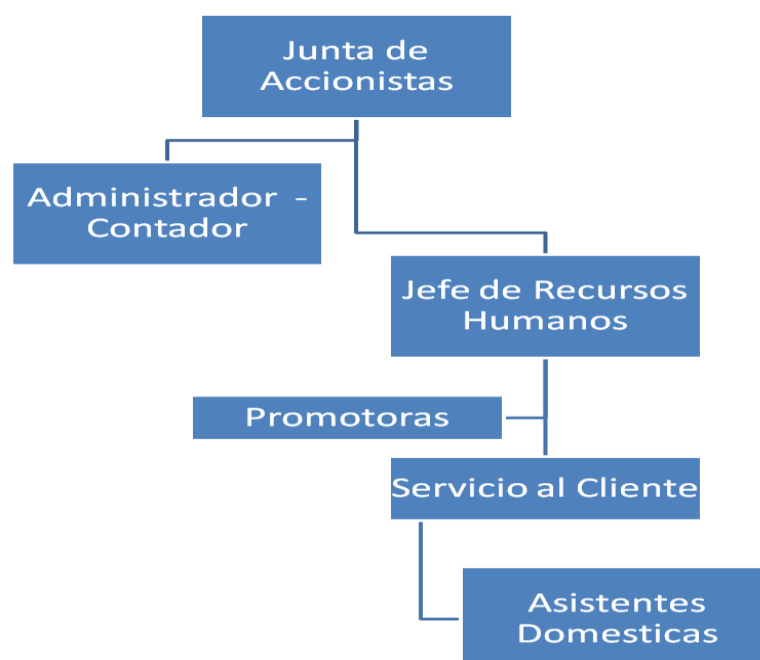 Junta de
Accionistas
Administrador -
Contador
Jefe de Recursos
Humanos
Promotoras
Servicio al Cliente
Asistentes
Domesticas